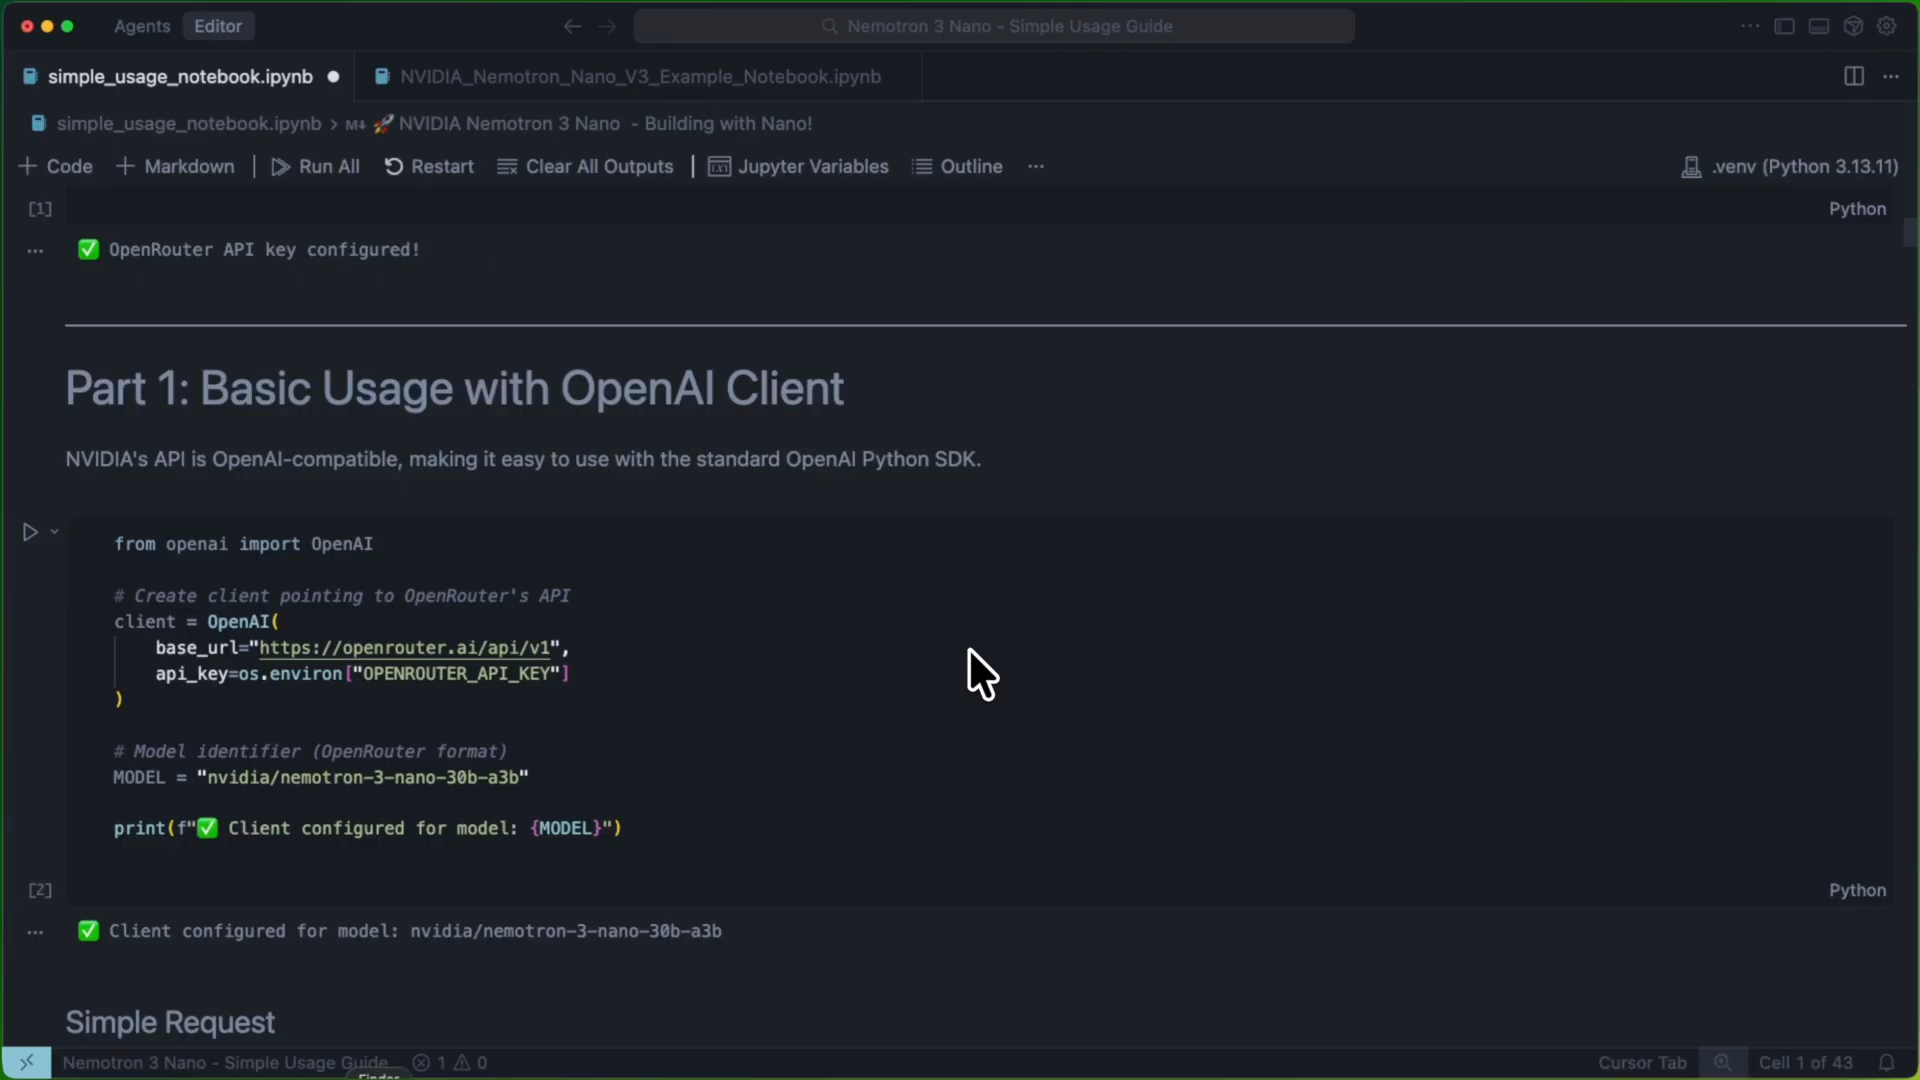 Agents Editor Nemotron 3 Nano - Simple Usage Guide
simple_usage_notebook.ipynb NVIDIA_Nemotron_Nano_V3_Example_Notebook.ipynb
simple_usage_notebook.ipynb > M↓ 🚀 NVIDIA Nemotron 3 Nano - Building with Nano!
+ Code + Markdown Run All Restart Clear All Outputs Jupyter Variables Outline ... .venv (Python 3.13.11)
[1] Python
... ✅ OpenRouter API key configured!
Part 1: Basic Usage with OpenAI Client
NVIDIA's API is OpenAI-compatible, making it easy to use with the standard OpenAI Python SDK.
from openai import OpenAI
# Create client pointing to OpenRouter's API
client = OpenAI(
base_url="https://openrouter.ai/api/v1",
api_key=os.environ["OPENROUTER_API_KEY"]
)
# Model identifier (OpenRouter format)
MODEL = "nvidia/nemotron-3-nano-30b-a3b"
print(f"✅ Client configured for model: {MODEL}")
[2] Python
... ✅ Client configured for model: nvidia/nemotron-3-nano-30b-a3b
Simple Request
Nemotron 3 Nano - Simple Usage Guide 1 0 Cursor Tab Cell 1 of 43
Finder